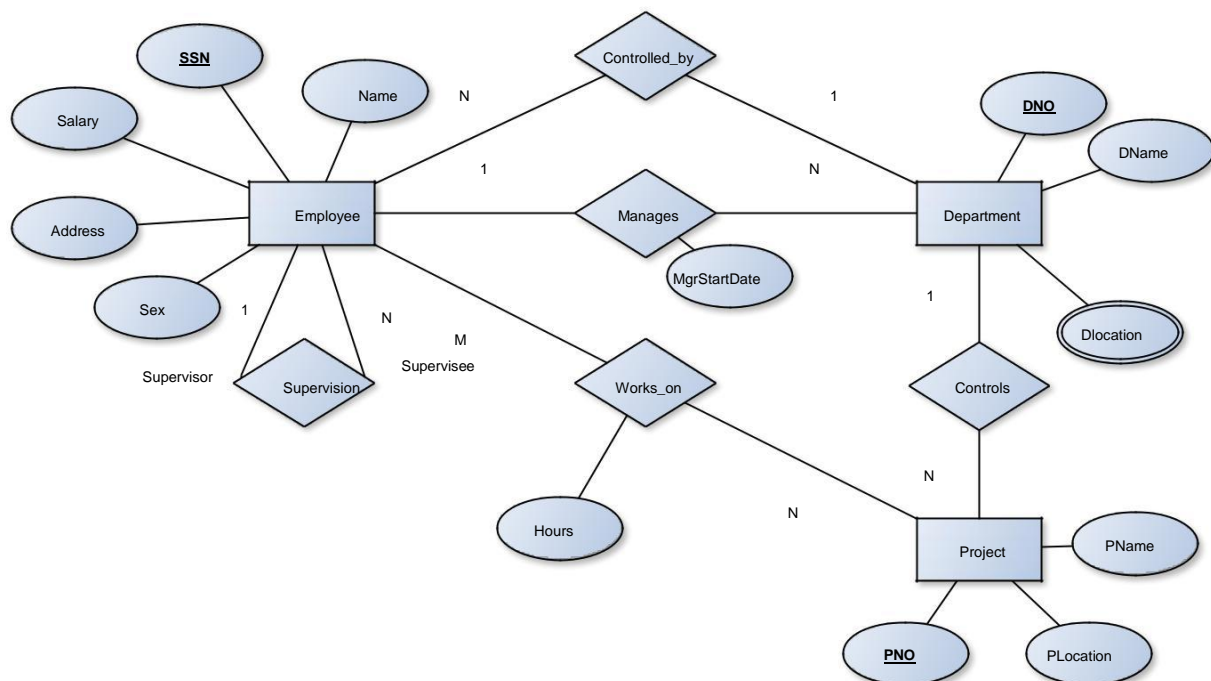 Controlled_by
SSN
Name
N
1
DNO
Salary
DName
1
N
Employee
Manages
Department
Address
MgrStartDate
Sex
1
N
1
Dlocation
M
Supervisor
Supervisee
Supervision
Works_on
Controls
N
Hours
N
Project
PName
PNO
PLocation